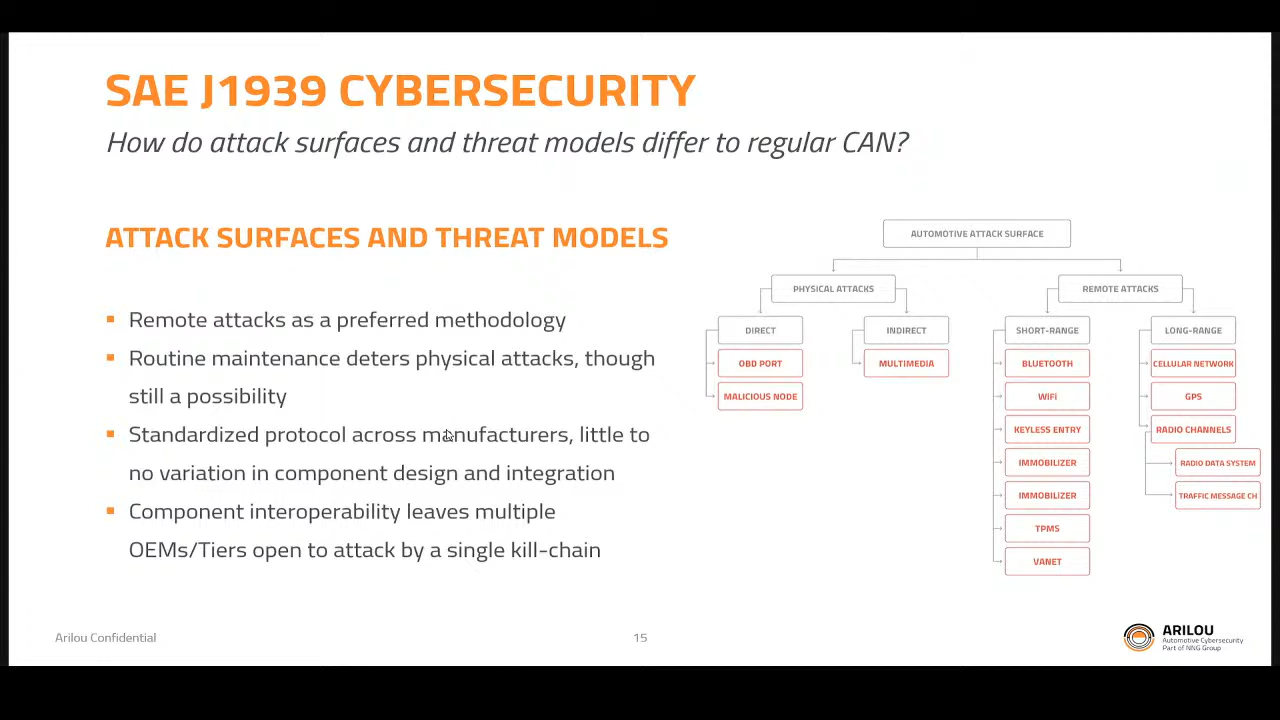 SAE J1939 CYBERSECURITY
How do attack surfaces and threat models differ to regular CAN?
ATTACK SURFACES AND THREAT MODELS
Remote attacks as a preferred methodology
Routine maintenance deters physical attacks, though
still a possibility
Standardized protocol across manufacturers, little to
no variation in component design and integration
Component interoperability leaves multiple
OEMs/Tiers open to attack by a single kill-chain
AUTOMOTIVE ATTACK SURFACE
PHYSICAL ATTACKS
REMOTE ATTACKS
DIRECT
OBD PORT
MALICIOUS NODE
INDIRECT
MULTIMEDIA
SHORT-RANGE
BLUETOOTH
WiFi
KEYLESS ENTRY
IMMOBILIZER
IMMOBILIZER
TPMS
VANET
LONG-RANGE
CELLULAR NETWORK
GPS
RADIO CHANNELS
RADIO DATA SYSTEM
TRAFFIC MESSAGE CH
Arilou Confidential
15
ARILOU
Automotive Cybersecurity
Part of NNG Group